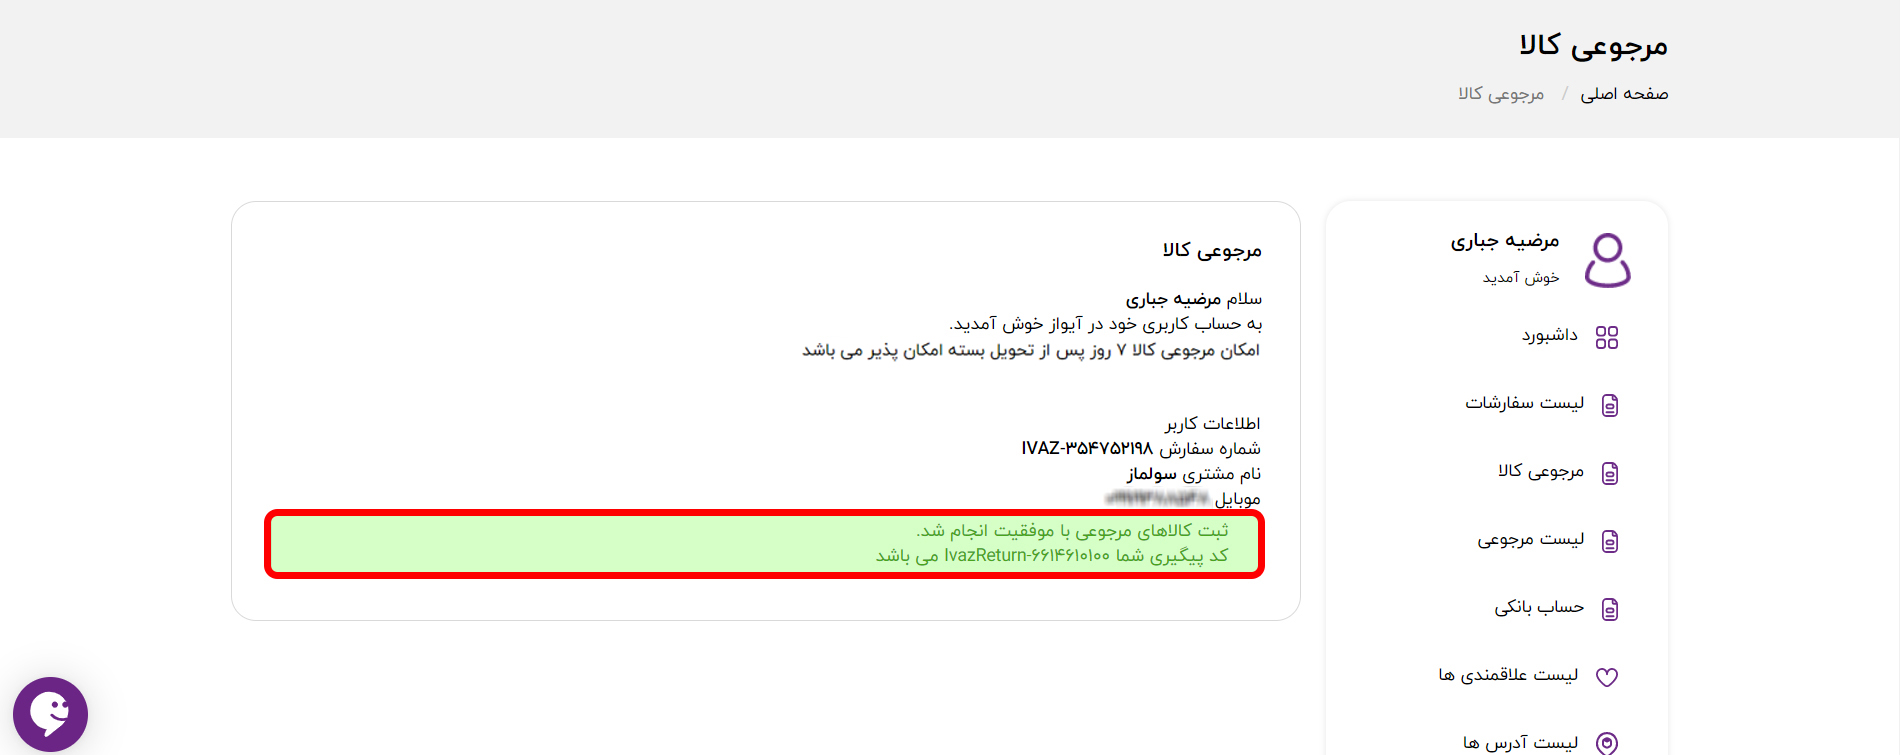 مرجوعی کالا
صفحه اصلی / مرجوعی کالا
مرضیه جباری
خوش آمدید
داشبورد
لیست سفارشات
مرجوعی کالا
لیست مرجوعی
حساب بانکی
لیست علاقمندی ها
لیست آدرس ها
مرجوعی کالا
سلام مرضیه جباری
به حساب کاربری خود در آیواز خوش آمدید.
امکان مرجوعی کالا ۷ روز پس از تحویل بسته امکان پذیر می باشد
اطلاعات کاربر
شماره سفارش IVAZ-۳۵۴۷۵۲۱۹۸
نام مشتری سولماز
موبایل
ثبت کالاهای مرجوعی با موفقیت انجام شد.
کد پیگیری شما IvazReturn-۶۶۱۴۶۱۰۱۰۰ می باشد